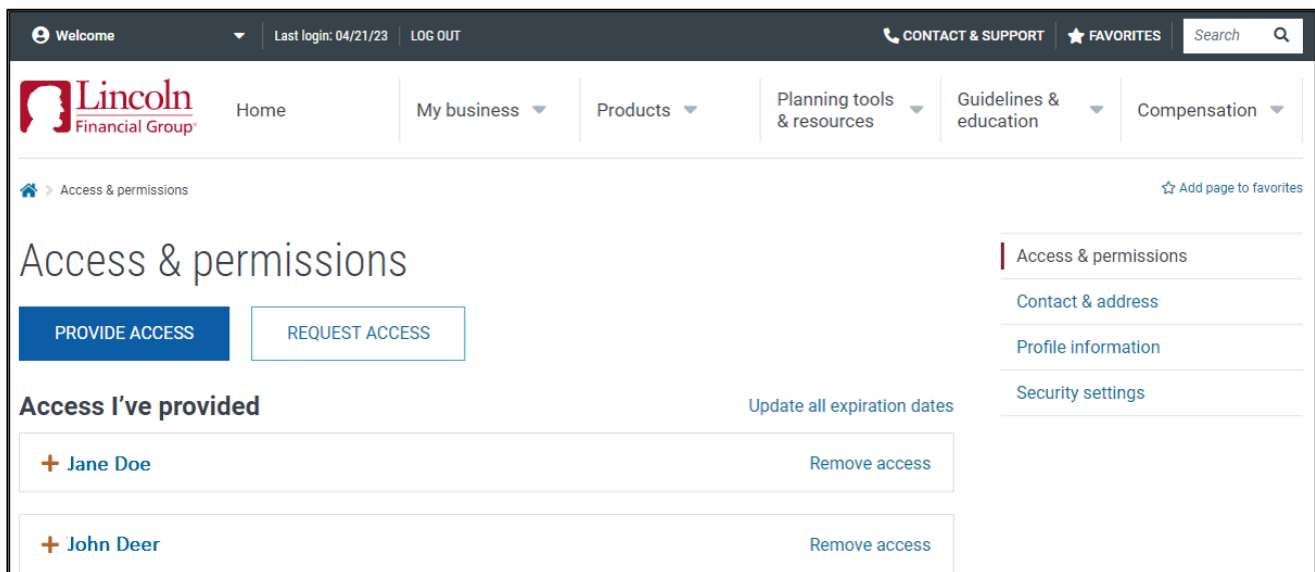 Welcome Last login: 04/21/23 LOG OUT CONTACT & SUPPORT FAVORITES Search
Lincoln
Financial Group®
Home My business Products Planning tools & resources Guidelines & education Compensation
Access & permissions Add page to favorites
Access & permissions
PROVIDE ACCESS REQUEST ACCESS
Access I've provided Update all expiration dates
Jane Doe Remove access
John Deer Remove access
Access & permissions
Contact & address
Profile information
Security settings